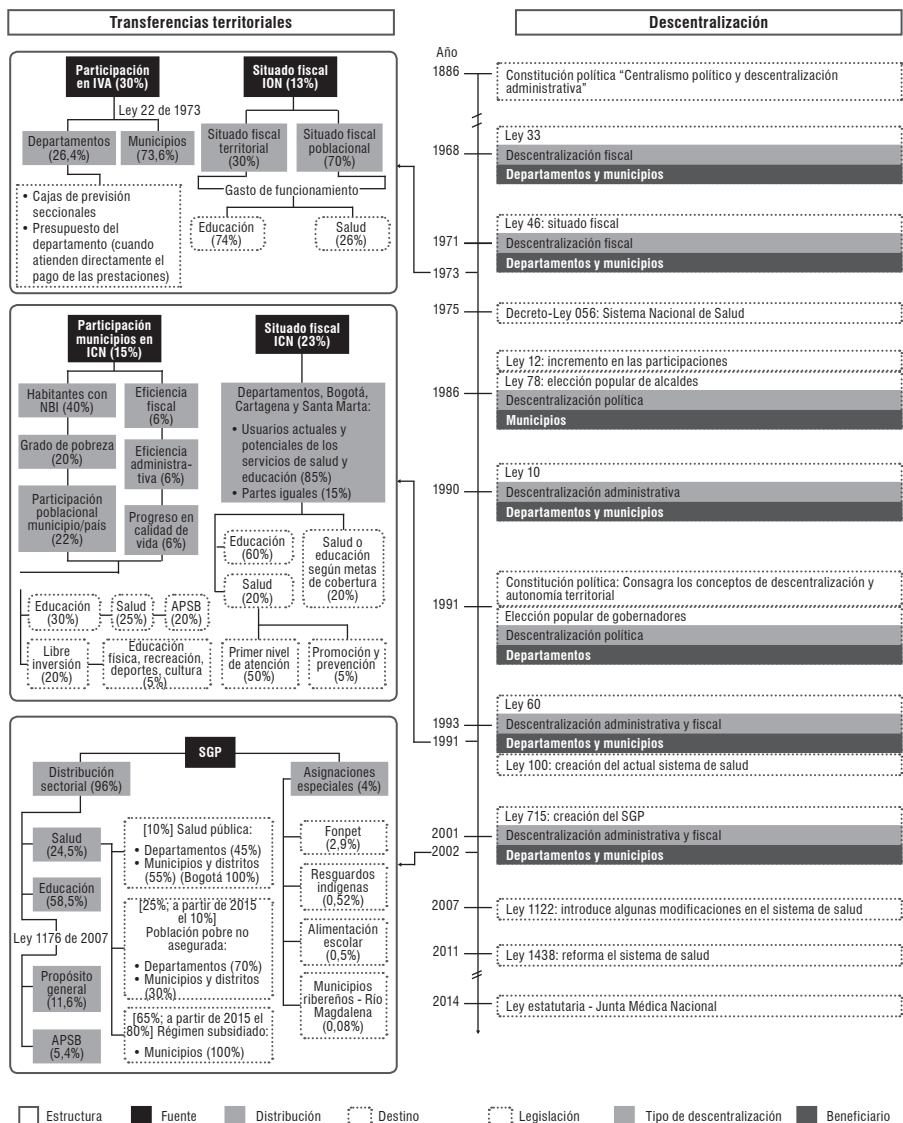 Transferencias territoriales
Participación
en IVA (30%)
Situado fiscal
ION (13%)
Ley 22 de 1973
Departamentos
(26,4%)
Municipios
(73,6%)
Situado fiscal
territorial
(30%)
Situado fiscal
poblacional
(70%)
• Cajas de previsión
seccionales
• Presupuesto del
departamento (cuando
atienden directamente el
pago de las prestaciones)
Gasto de funcionamiento
Educación
(74%)
Salud
(26%)
Participación
municipios en
ICN (15%)
Situado fiscal
ICN (23%)
Habitantes con
NBI (40%)
Grado de pobreza
(20%)
Participación
poblacional
municipio/país
(22%)
Eficiencia
fiscal
(6%)
Eficiencia
administra-
tiva (6%)
Progreso en
calidad de
vida (6%)
Departamentos, Bogotá,
Cartagena y Santa Marta:
• Usuarios actuales y
potenciales de los
servicios de salud y
educación (85%)
• Partes iguales (15%)
Educación
(60%)
Salud
(20%)
Salud o
educación
según metas
de cobertura
(20%)
Educación
(30%)
Salud
(25%)
APSB
(20%)
Libre
inversión
(20%)
Educación
física, recreación,
deportes, cultura
(5%)
Primer nivel
de atención
(50%)
Promoción y
prevención
(5%)
SGP
Distribución
sectorial (96%)
Asignaciones
especiales (4%)
Salud
(24,5%)
Educación
(58,5%)
Ley 1176 de 2007
Propósito
general
(11,6%)
APSB
(5,4%)
[10%] Salud pública:
• Departamentos (45%)
• Municipios y distritos
(55%) (Bogotá 100%)
[25%; a partir de 2015
el 10%]
Población pobre no
asegurada:
• Departamentos (70%)
• Municipios y distritos
(30%)
[65%; a partir de 2015 el
80%] Régimen subsidiado:
• Municipios (100%)
Fonpet
(2,9%)
Resguardos
indígenas
(0,52%)
Alimentación
escolar
(0,5%)
Municipios
ribereños - Río
Magdalena
(0,08%)
Descentralización
Año
1886
Constitución política “Centralismo político y descentralización
administrativa”
1968
Ley 33
Descentralización fiscal
Departamentos y municipios
1971
1973
Ley 46: situado fiscal
Descentralización fiscal
Departamentos y municipios
1975
Decreto-Ley 056: Sistema Nacional de Salud
1986
Ley 12: incremento en las participaciones
Ley 78: elección popular de alcaldes
Descentralización política
Municipios
1990
Ley 10
Descentralización administrativa
Departamentos y municipios
1991
Constitución política: Consagra los conceptos de descentralización y
autonomía territorial
Elección popular de gobernadores
Descentralización política
Departamentos
1993
1991
Ley 60
Descentralización administrativa y fiscal
Departamentos y municipios
Ley 100: creación del actual sistema de salud
2001
2002
Ley 715: creación del SGP
Descentralización administrativa y fiscal
Departamentos y municipios
2007
Ley 1122: introduce algunas modificaciones en el sistema de salud
2011
Ley 1438: reforma el sistema de salud
2014
Ley estatutaria - Junta Médica Nacional
Estructura
Fuente
Distribución
Destino
Legislación
Tipo de descentralización
Beneficiario